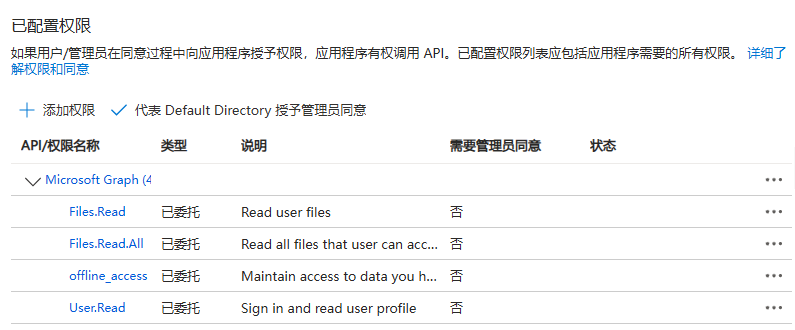 已配置权限
如果用户/管理员在同意过程中向应用程序授予权限，应用程序有权调用 API。已配置权限列表应包括应用程序需要的所有权限。 详细了
解权限和同意
添加权限 代表 Default Directory 授予管理员同意
API/权限名称 类型 说明 需要管理员同意 状态
Microsoft Graph (4
Files.Read 已委托 Read user files 否
Files.Read.All 已委托 Read all files that user can acc... 否
offline_access 已委托 Maintain access to data you h... 否
User.Read 已委托 Sign in and read user profile 否